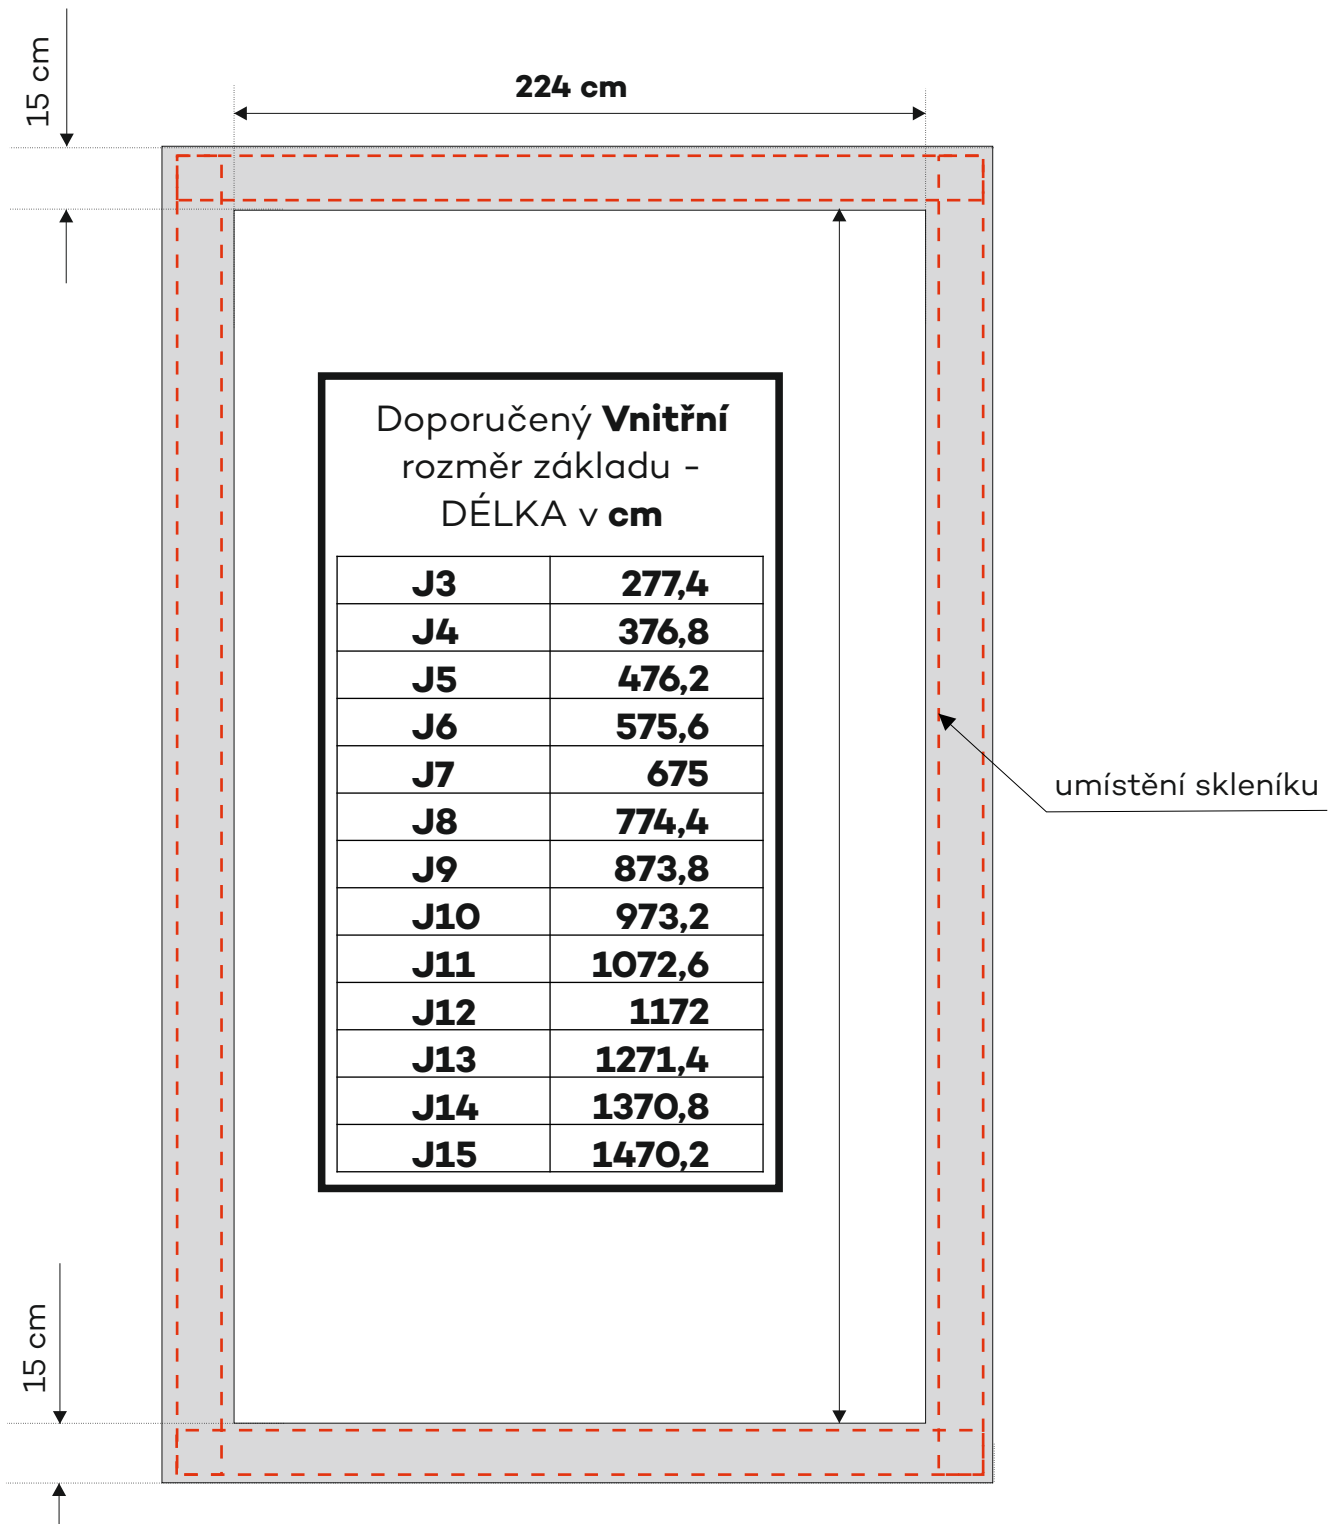 15 cm
224 cm
Doporučený Vnitřní
rozměr základu -
DÉLKA v cm
J3 277,4
J4 376,8
J5 476,2
J6 575,6
J7 675
J8 774,4
J9 873,8
J10 973,2
J11 1072,6
J12 1172
J13 1271,4
J14 1370,8
J15 1470,2
umístění skleníku
15 cm